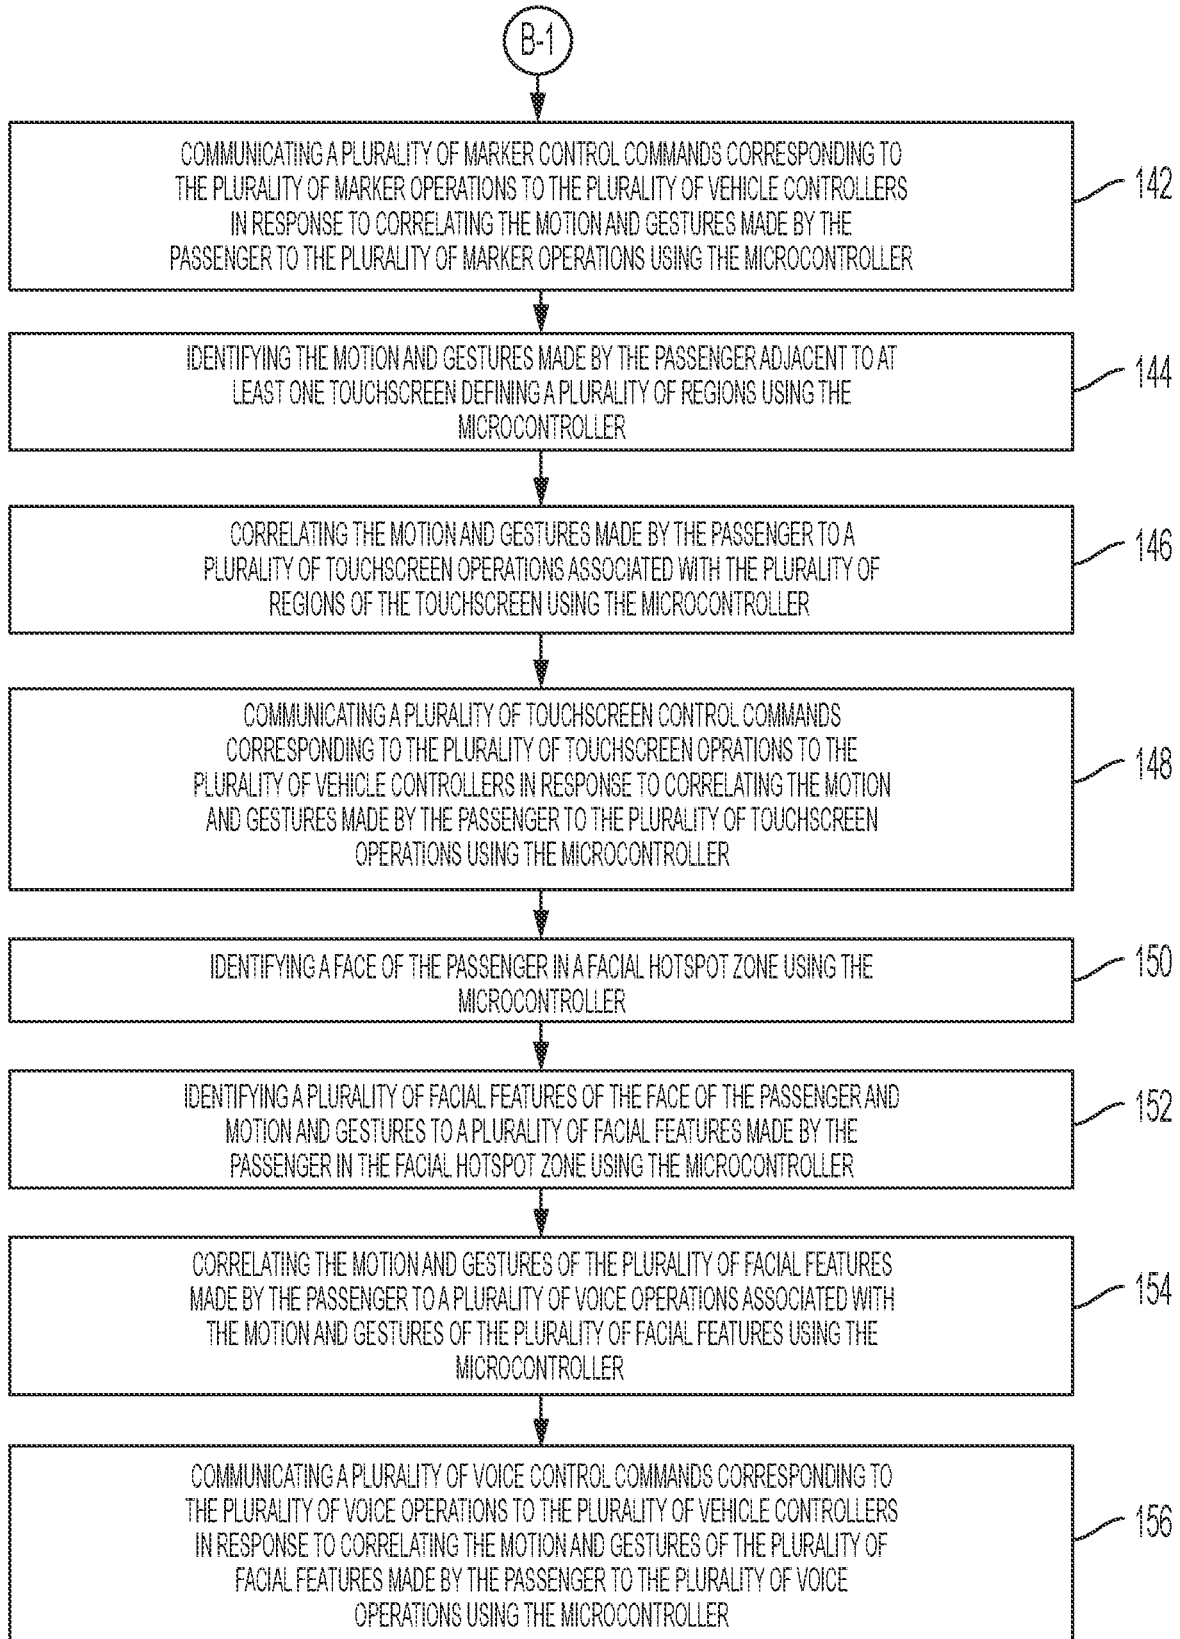 B-1
COMMUNICATING A PLURALITY OF MARKER CONTROL COMMANDS CORRESPONDING TO
THE PLURALITY OF MARKER OPERATIONS TO THE PLURALITY OF VEHICLE CONTROLLERS
IN RESPONSE TO CORRELATING THE MOTION AND GESTURES MADE BY THE
PASSENGER TO THE PLURALITY OF MARKER OPERATIONS USING THE MICROCONTROLLER
142
IDENTIFYING THE MOTION AND GESTURES MADE BY THE PASSENGER ADJACENT TO AT
LEAST ONE TOUCHSCREEN DEFINING A PLURALITY OF REGIONS USING THE
MICROCONTROLLER
144
CORRELATING THE MOTION AND GESTURES MADE BY THE PASSENGER TO A
PLURALITY OF TOUCHSCREEN OPERATIONS ASSOCIATED WITH THE PLURALITY OF
REGIONS OF THE TOUCHSCREEN USING THE MICROCONTROLLER
146
COMMUNICATING A PLURALITY OF TOUCHSCREEN CONTROL COMMANDS
CORRESPONDING TO THE PLURALITY OF TOUCHSCREEN OPRATIONS TO THE
PLURALITY OF VEHICLE CONTROLLERS IN RESPONSE TO CORRELATING THE MOTION
AND GESTURES MADE BY THE PASSENGER TO THE PLURALITY OF TOUCHSCREEN
OPERATIONS USING THE MICROCONTROLLER
148
IDENTIFYING A FACE OF THE PASSENGER IN A FACIAL HOTSPOT ZONE USING THE
MICROCONTROLLER
150
IDENTIFYING A PLURALITY OF FACIAL FEATURES OF THE FACE OF THE PASSENGER AND
MOTION AND GESTURES TO A PLURALITY OF FACIAL FEATURES MADE BY THE
PASSENGER IN THE FACIAL HOTSPOT ZONE USING THE MICROCONTROLLER
152
CORRELATING THE MOTION AND GESTURES OF THE PLURALITY OF FACIAL FEATURES
MADE BY THE PASSENGER TO A PLURALITY OF VOICE OPERATIONS ASSOCIATED WITH
THE MOTION AND GESTURES OF THE PLURALITY OF FACIAL FEATURES USING THE
MICROCONTROLLER
154
COMMUNICATING A PLURALITY OF VOICE CONTROL COMMANDS CORRESPONDING TO
THE PLURALITY OF VOICE OPERATIONS TO THE PLURALITY OF VEHICLE CONTROLLERS
IN RESPONSE TO CORRELATING THE MOTION AND GESTURES OF THE PLURALITY OF
FACIAL FEATURES MADE BY THE PASSENGER TO THE PLURALITY OF VOICE
OPERATIONS USING THE MICROCONTROLLER
156